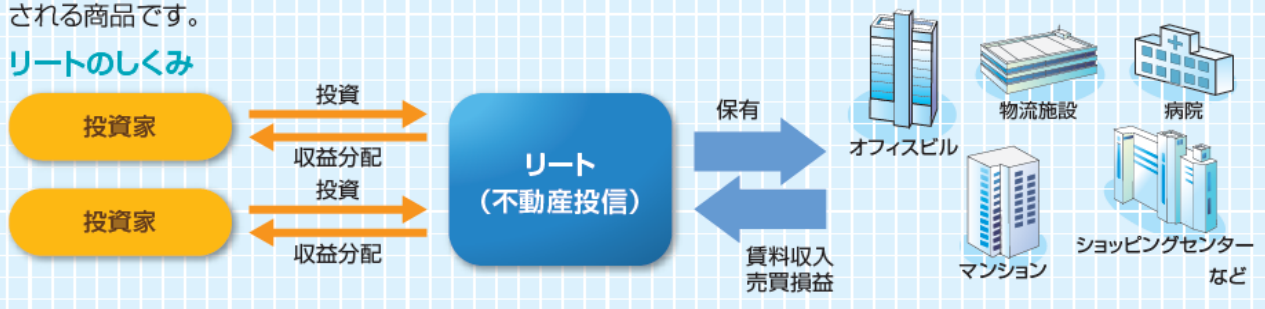 される商品です。
リートのしくみ
投資家
投資
収益分配
投資家
投資
収益分配
リート
（不動産投信）
保有
賃料収入
売買損益
オフィスビル
物流施設
病院
マンション
ショッピングセンター
など